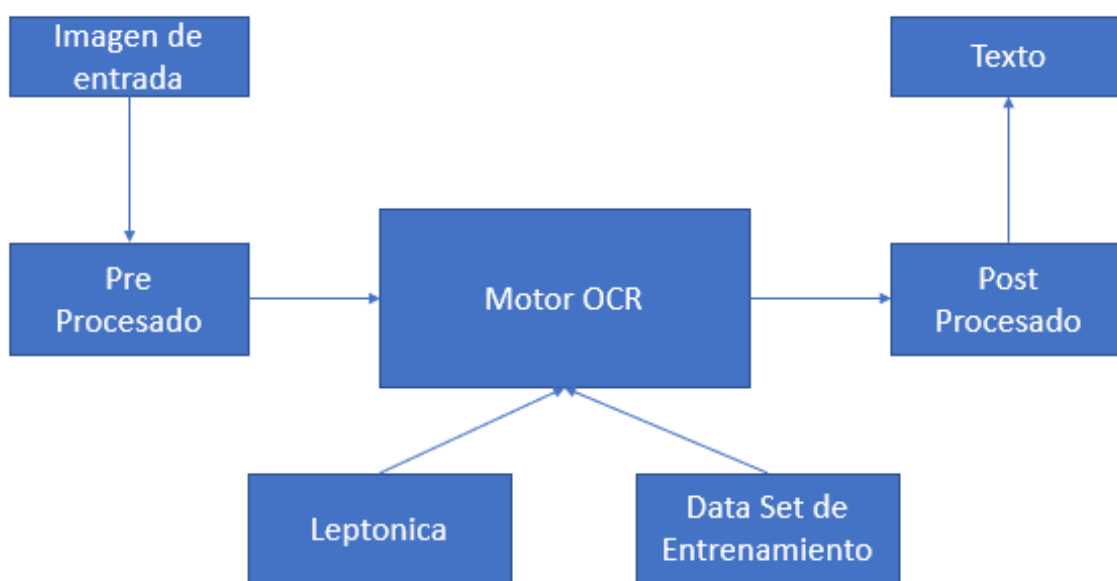 Imagen de
entrada
Texto
Pre
Procesado
Motor OCR
Post
Procesado
Leptonica
Data Set de
Entrenamiento